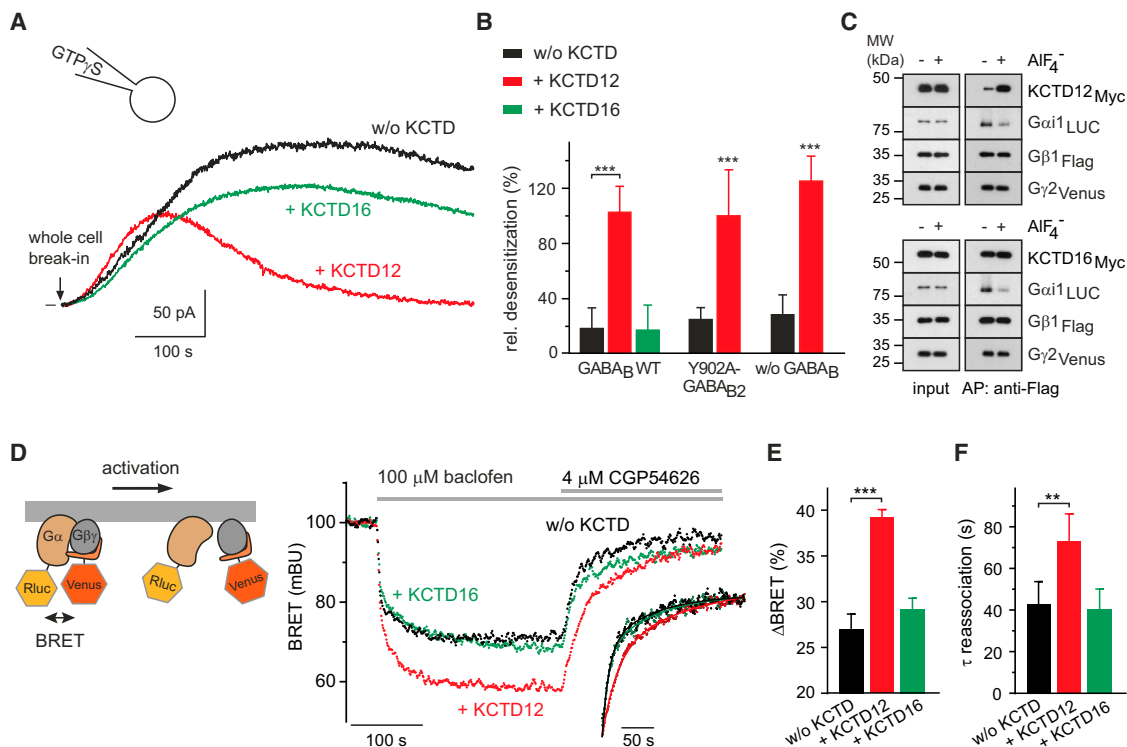 A
GTPγS
w/o KCTD
+ KCTD16
+ KCTD12
whole cell
break-in
50 pA
100 s
B
w/o KCTD
+ KCTD12
+ KCTD16
rel. desensitization (%)
120
80
40
0
***
***
***
GABAB WT
Y902A-
GABAB2
w/o GABAB
C
MW
(kDa)
- + - + AlF4-
50 KCTD12Myc
75 Gαi1LUC
35 Gβ1Flag
35 Gγ2Venus
25
- + - + AlF4-
50 KCTD16Myc
75 Gαi1LUC
35 Gβ1Flag
35 Gγ2Venus
25
input AP: anti-Flag
D
activation
Gα
Gβγ
Rluc
Venus
Rluc
Venus
BRET
100 μM baclofen
4 μM CGP54626
BRET (mBU)
100
80
60
w/o KCTD
+ KCTD16
+ KCTD12
100 s
50 s
E
ΔBRET (%)
40
35
30
25
20
***
w/o KCTD
+ KCTD12
+ KCTD16
F
τ reassociation (s)
100
80
60
40
20
0
**
w/o KCTD
+ KCTD12
+ KCTD16